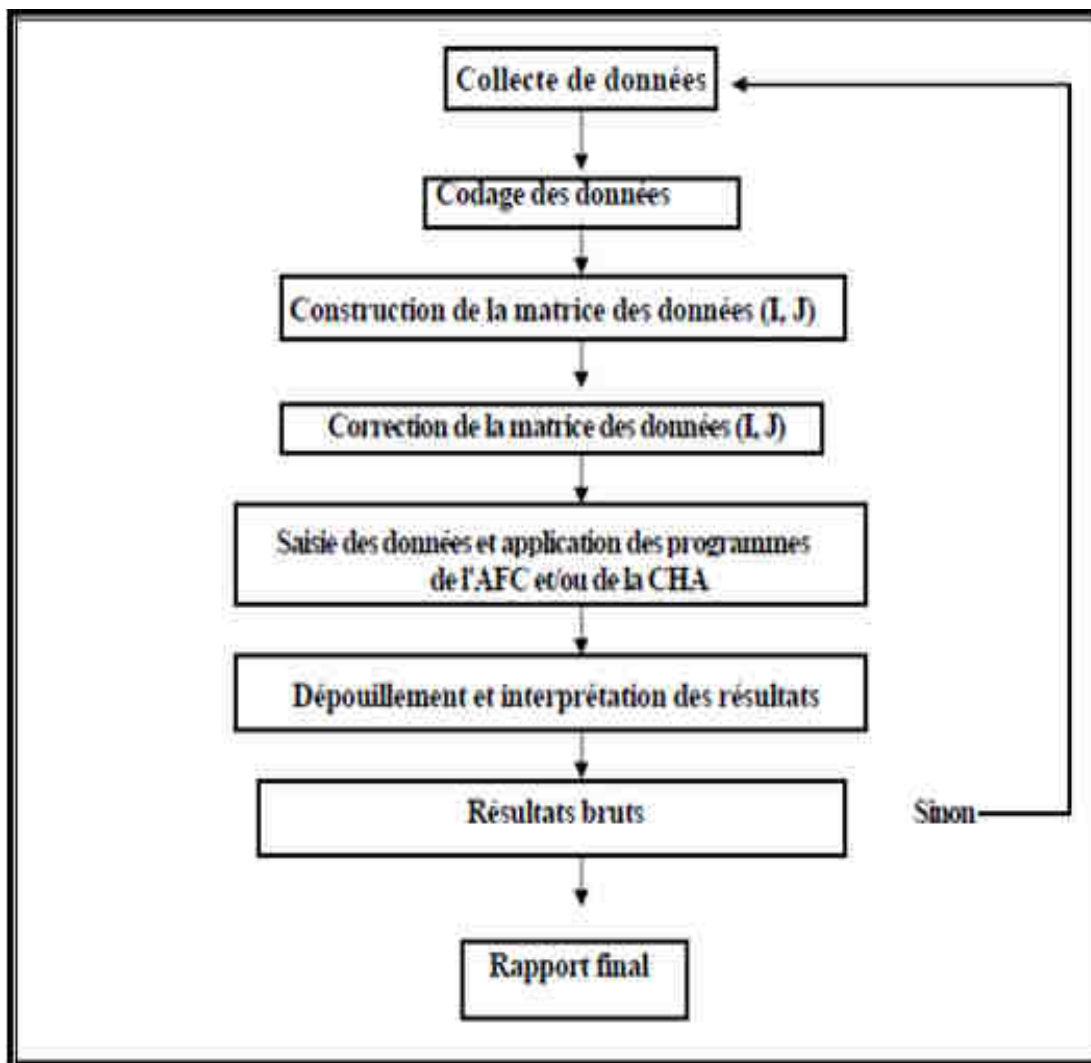 Collecte de données
Codage des données
Construction de la matrice des données (I, J)
Correction de la matrice des données (I, J)
Saisie des données et application des programmes
de l'AFC et/ou de la CHA
Dépouillement et interprétation des résultats
Résultats bruts
Sinon
Rapport final